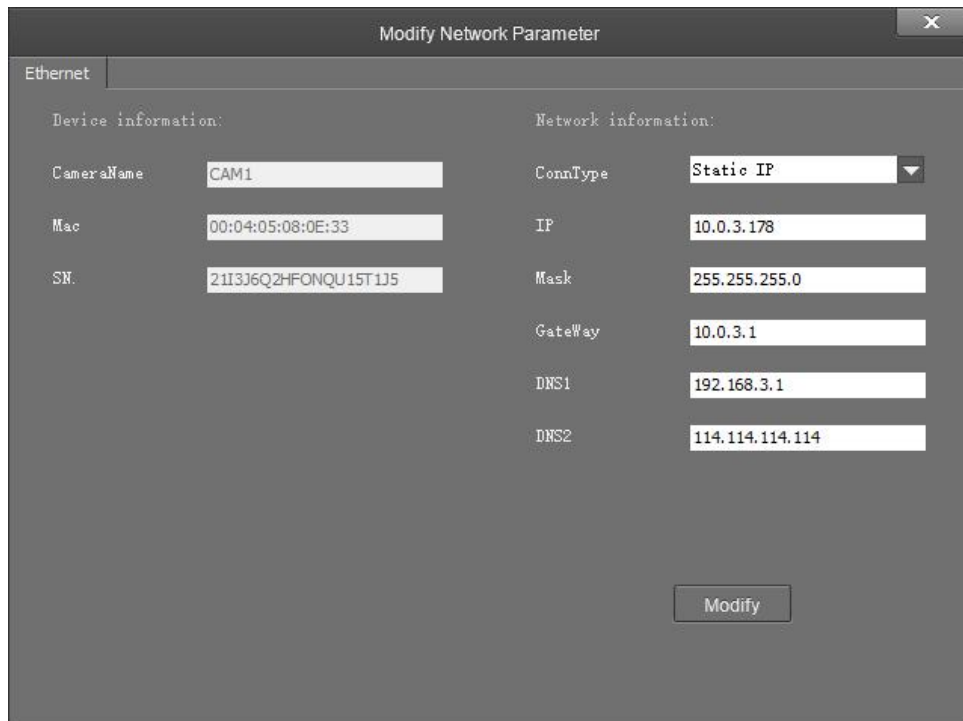 Modify Network Parameter
Ethernet
Device information:
Network information:
CameraName CAM1
ConnType Static IP
Mac 00:04:05:08:0E:33
IP 10.0.3.178
SN. 21I3J6Q2HFONQU15T1J5
Mask 255.255.255.0
GateWay 10.0.3.1
DNS1 192.168.3.1
DNS2 114.114.114.114
Modify